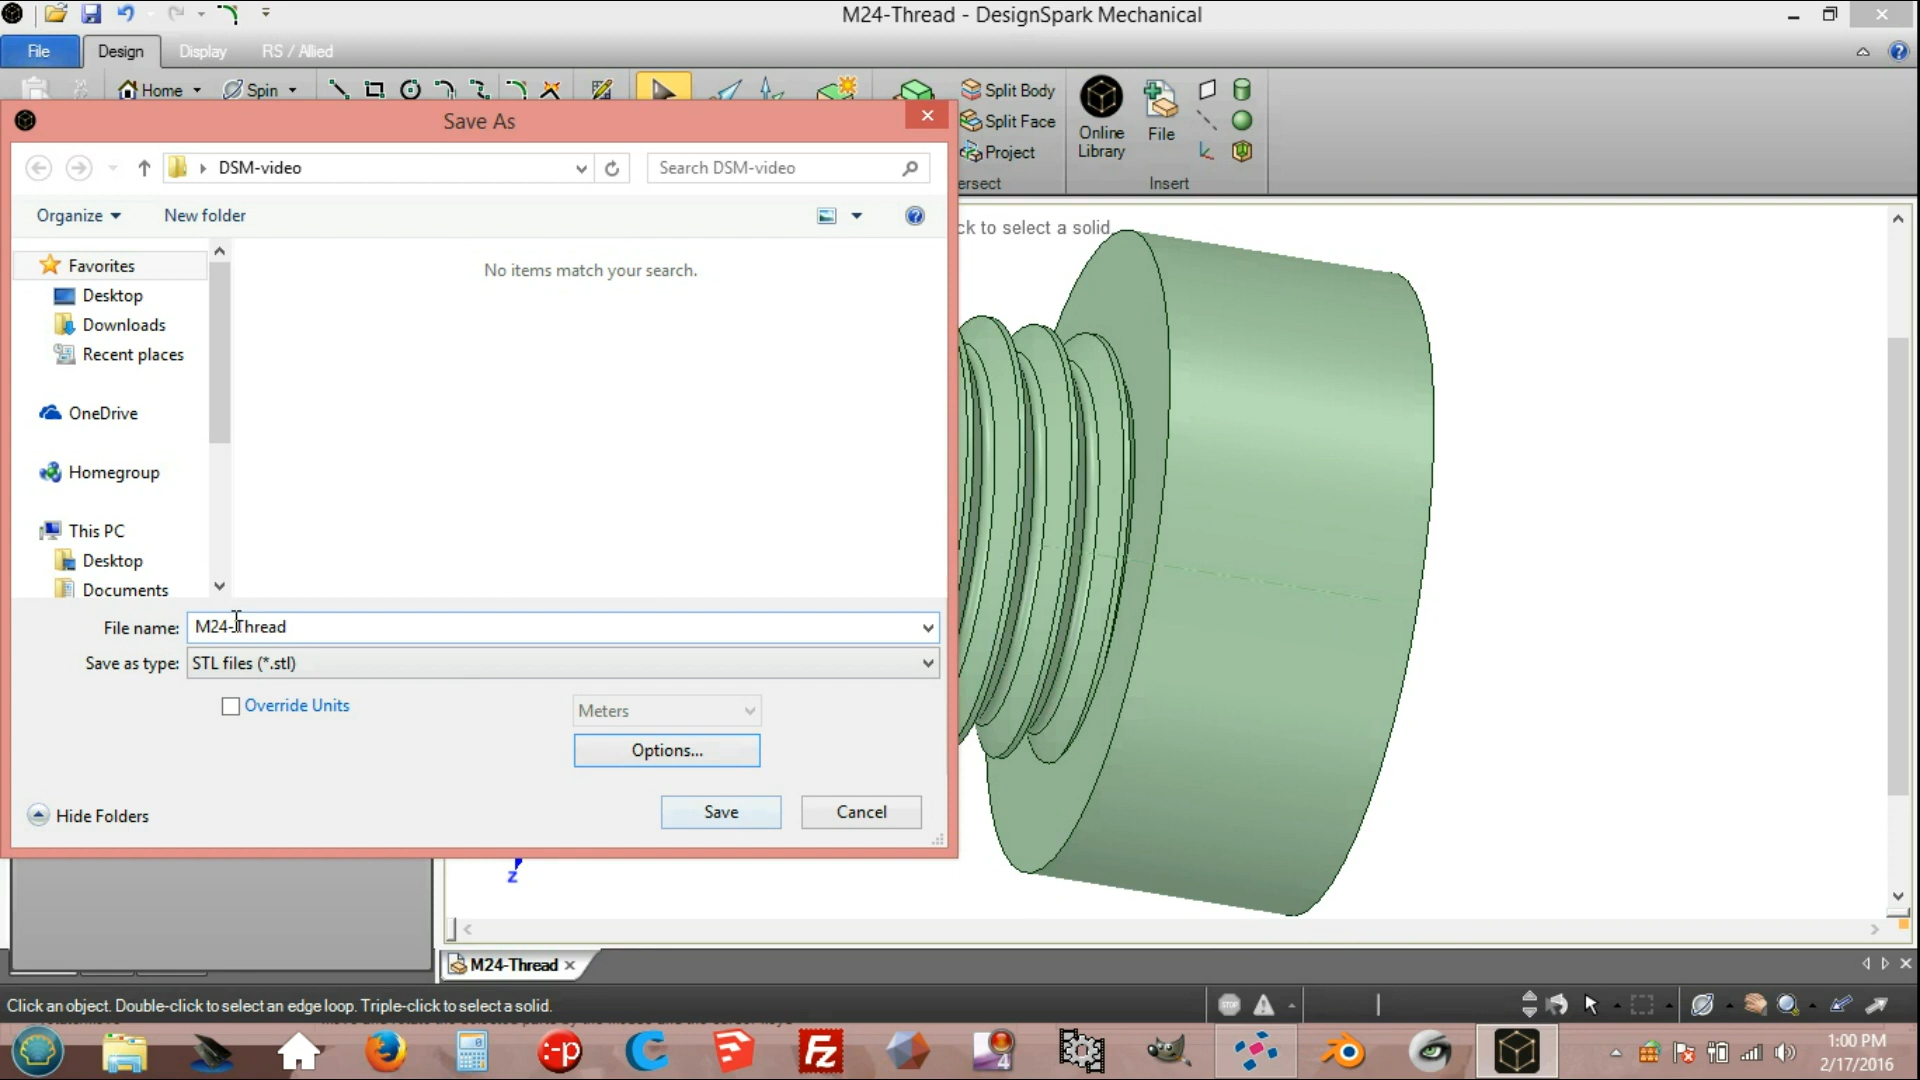 M24-Thread - DesignSpark Mechanical
File
Design
Display
RS / Allied
Home
Spin
Split Body
Split Face
Project
ersect
Online
Library
File
Insert
Save As
DSM-video
Search DSM-video
Organize
New folder
ck to select a solid.
Favorites
Desktop
Downloads
Recent places
OneDrive
Homegroup
This PC
Desktop
Documents
No items match your search.
File name:
M24-Thread
Save as type:
STL files (*.stl)
Override Units
Meters
Options...
Hide Folders
Save
Cancel
z
M24-Thread
Click an object. Double-click to select an edge loop. Triple-click to select a solid.
STOP
:-p
Fz
4
1:00 PM
2/17/2016